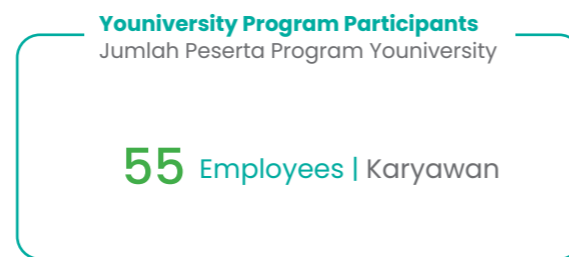 Youniversity Program Participants
Jumlah Peserta Program Youniversity
55 Employees | Karyawan